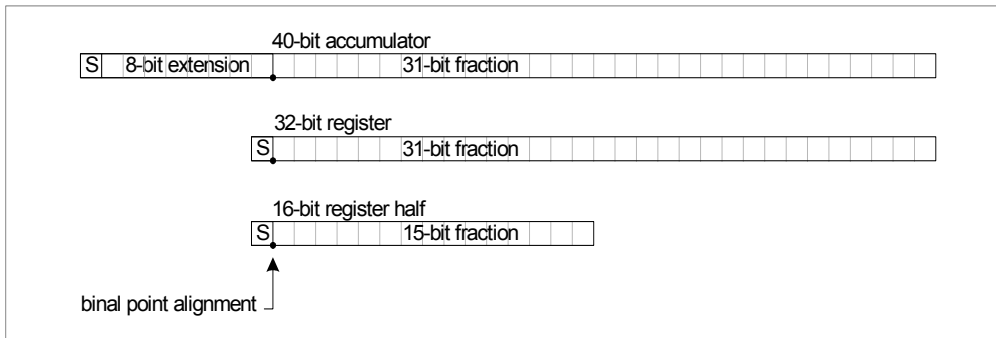 40-bit accumulator
S 8-bit extension 31-bit fraction
32-bit register
S 31-bit fraction
16-bit register half
S 15-bit fraction
binal point alignment